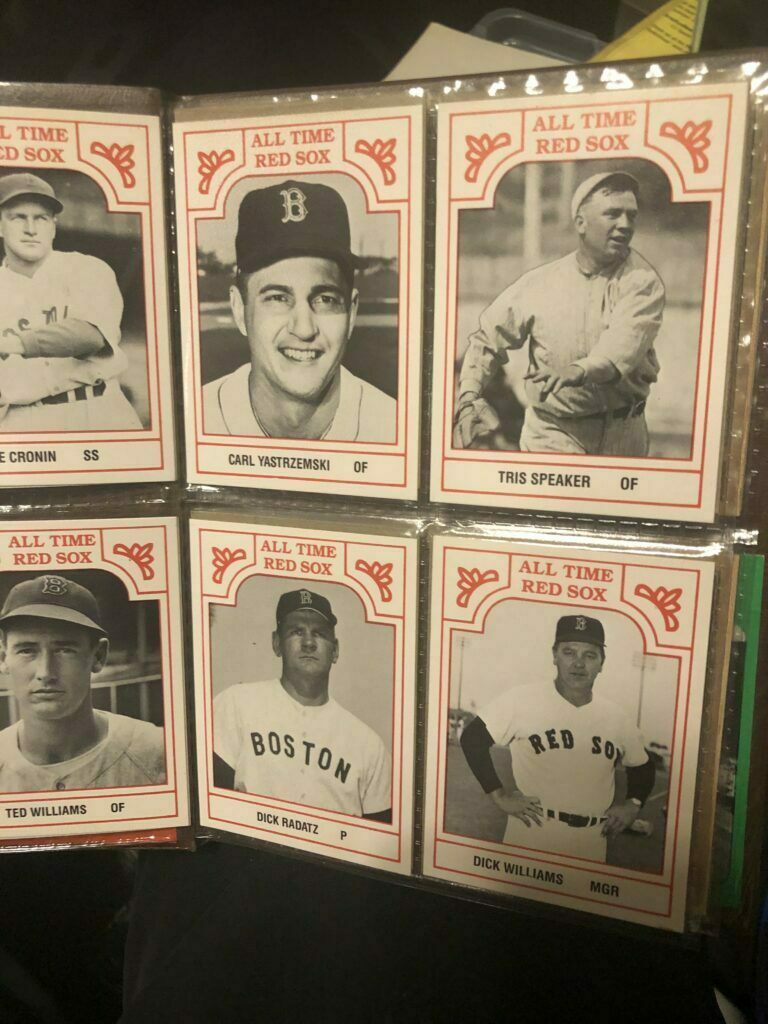 L TIME
ED SOX
E CRONIN SS
ALL TIME
RED SOX
B
CARL YASTRZEMSKI OF
ALL TIME
RED SOX
TRIS SPEAKER OF
ALL TIME
RED SOX
B
TED WILLIAMS OF
ALL TIME
RED SOX
B
BOSTON
DICK RADATZ P
ALL TIME
RED SOX
B
RED SO
DICK WILLIAMS MGR